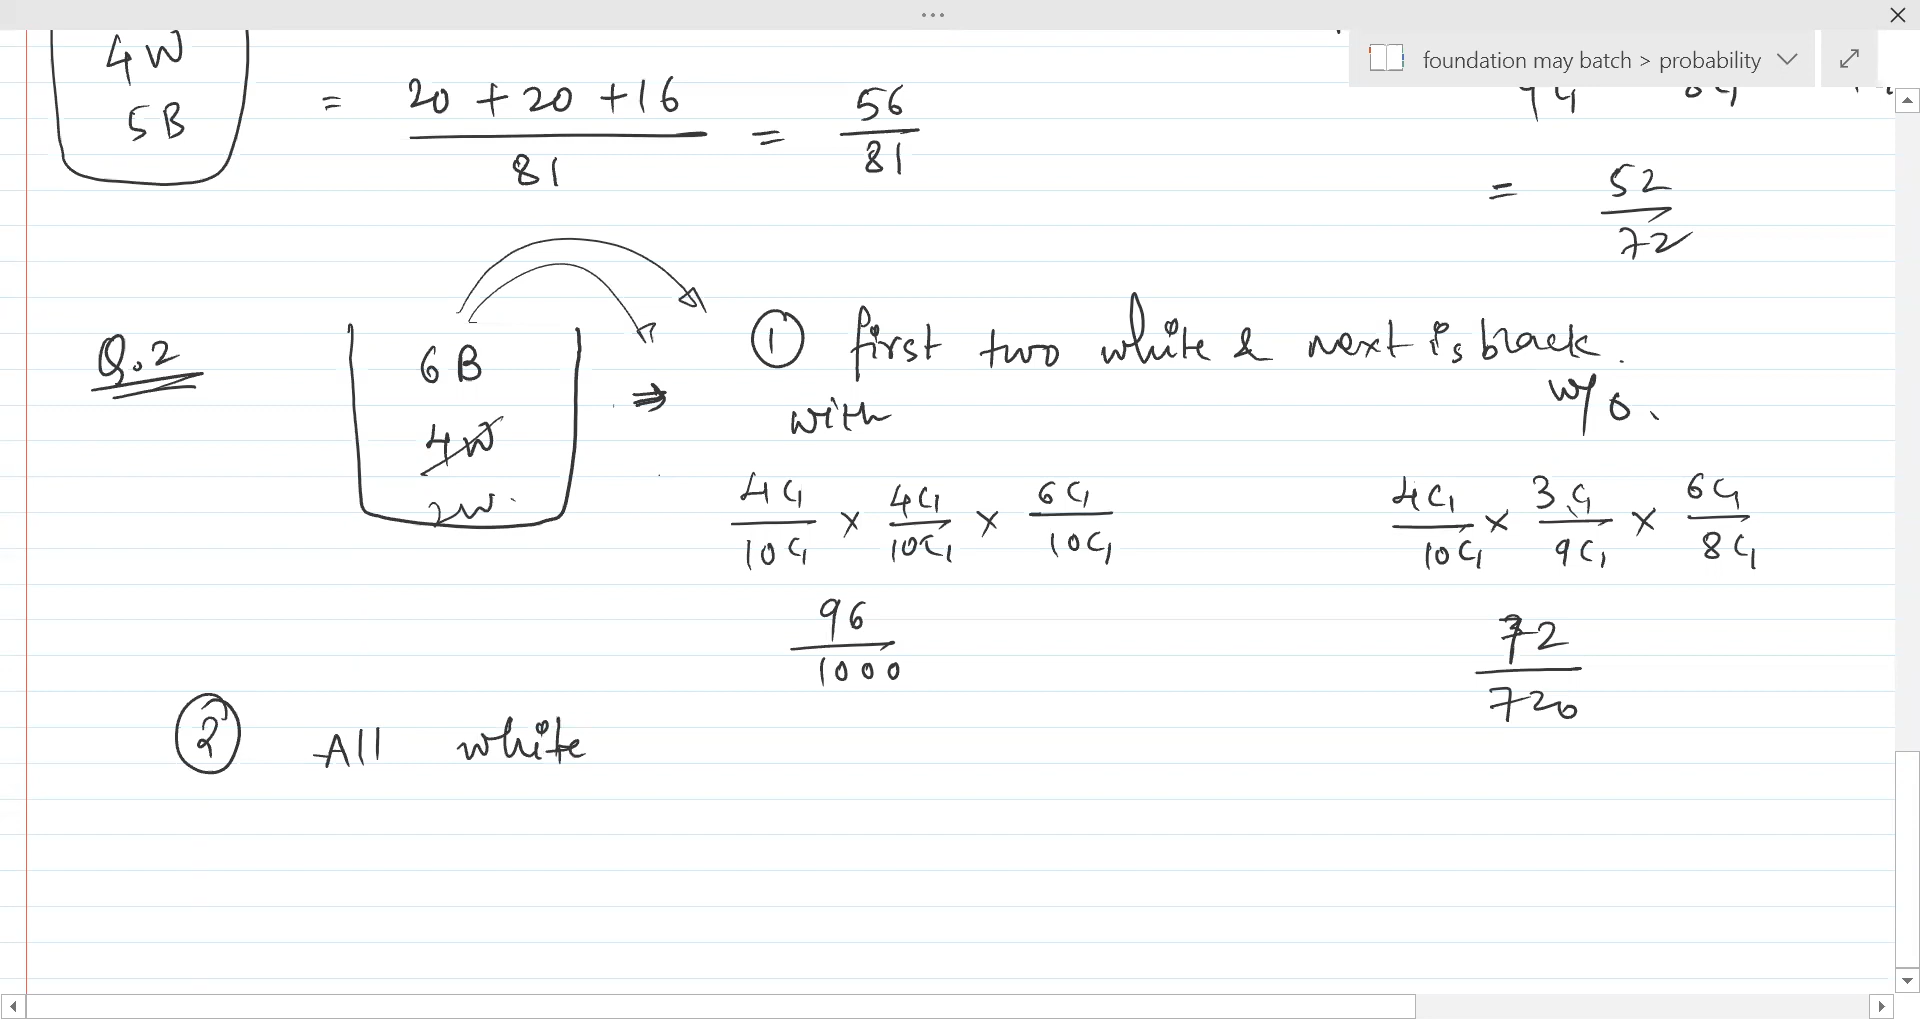 ...
foundation may batch > probability
4W
5B
= 20 + 20 + 16 / 81 = 56 / 81
= 52 / 72
Q.2
6B
4W
2W.
⇒
① first two white & next is black.
with
w/o.
4C1/10C1 × 4C1/10C1 × 6C1/10C1
4C1/10C1 × 3C1/9C1 × 6C1/8C1
96/1000
72/720
② All white